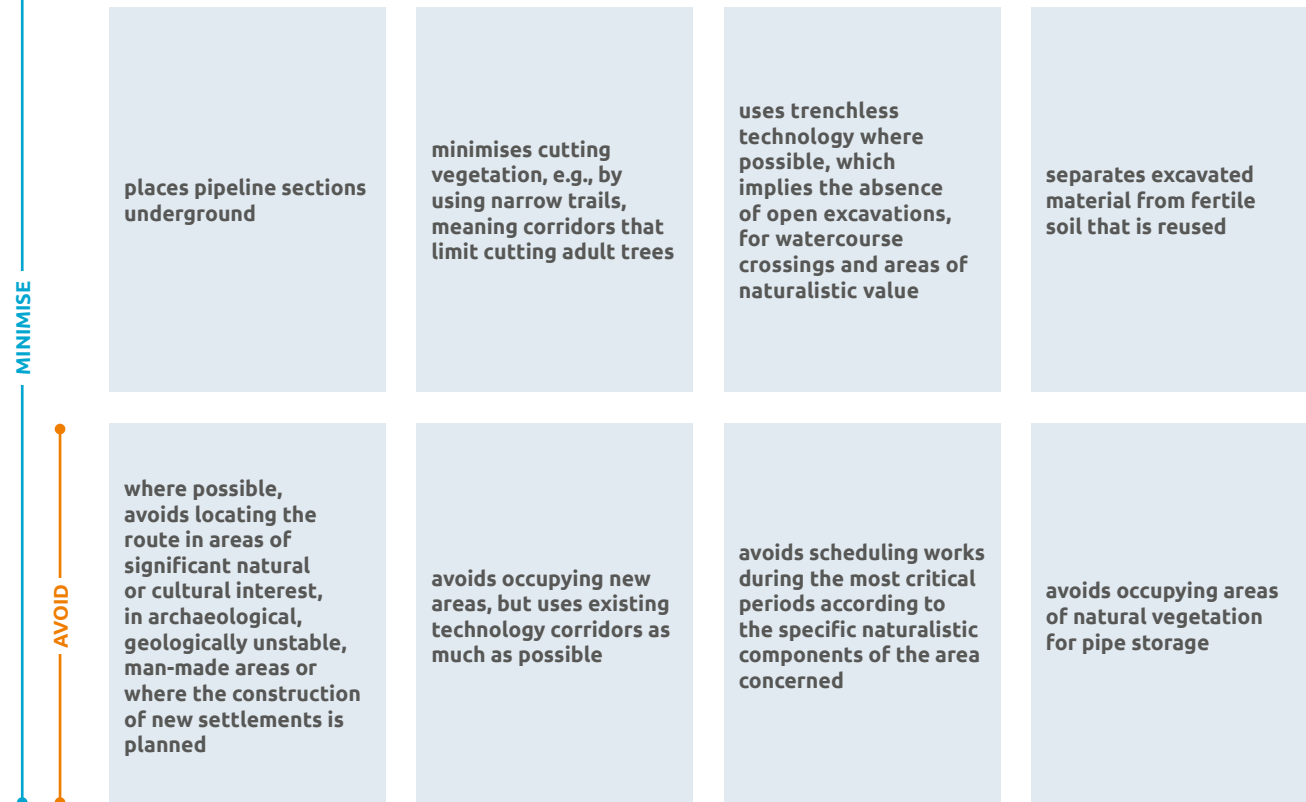 MINIMISE
places pipeline sections
underground
minimises cutting
vegetation, e.g., by
using narrow trails,
meaning corridors that
limit cutting adult trees
uses trenchless
technology where
possible, which
implies the absence
of open excavations,
for watercourse
crossings and areas of
naturalistic value
separates excavated
material from fertile
soil that is reused
AVOID
where possible,
avoids locating the
route in areas of
significant natural
or cultural interest,
in archaeological,
geologically unstable,
man-made areas or
where the construction
of new settlements is
planned
avoids occupying new
areas, but uses existing
technology corridors as
much as possible
avoids scheduling works
during the most critical
periods according to
the specific naturalistic
components of the area
concerned
avoids occupying areas
of natural vegetation
for pipe storage